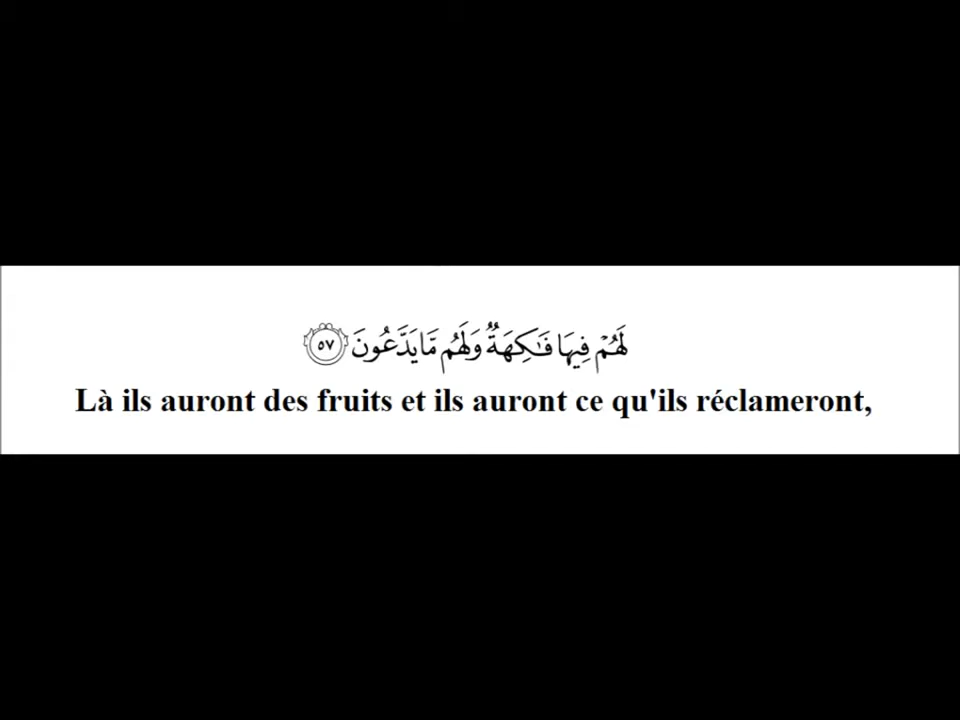 لَهُمْ فِيهَا فَـٰكِهَةٌ وَلَهُم مَّا يَدَّعُونَ ٥٧
Là ils auront des fruits et ils auront ce qu'ils réclameront,